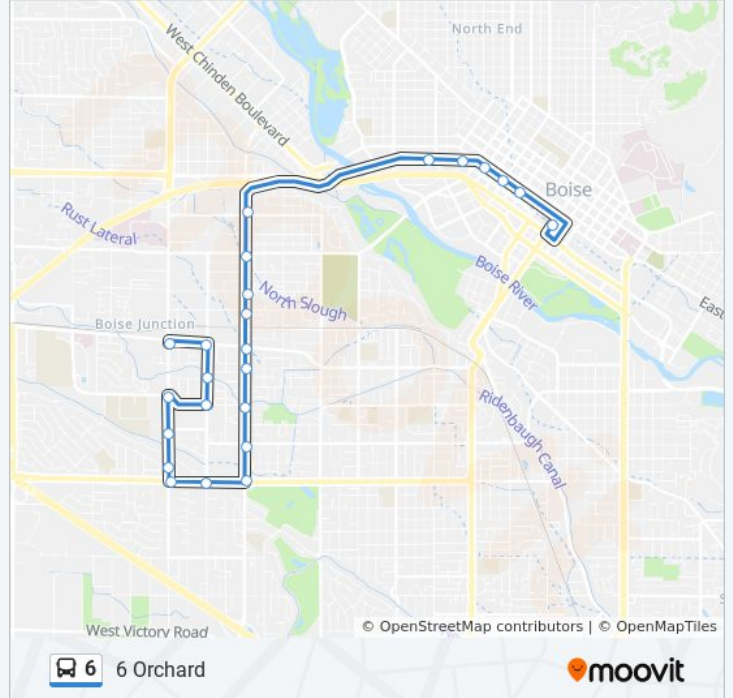 North End
West Chinden Boulevard
Boise
Rust Lateral
Boise River
North Slough
East
Boise Junction
Ridenbaugh Canal
West Victory Road
© OpenStreetMap contributors | © OpenMapTiles
6
6 Orchard
moovit